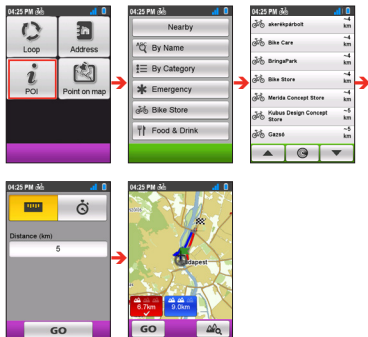 04:25 PM
Loop
Address
POI
Point on map
04:25 PM
Nearby
By Name
By Category
Emergency
Bike Store
Food & Drink
04:25 PM
akerékpárbolt
~4 km
Bike Care
~4 km
BringaPark
~4 km
Bike Store
~4 km
Merida Concept Store
~4 km
Kubus Design Concept Store
~5 km
Gazsó
~5 km
04:25 PM
Distance (km)
5
GO
04:25 PM
dapest
6.7km
9.0km
GO